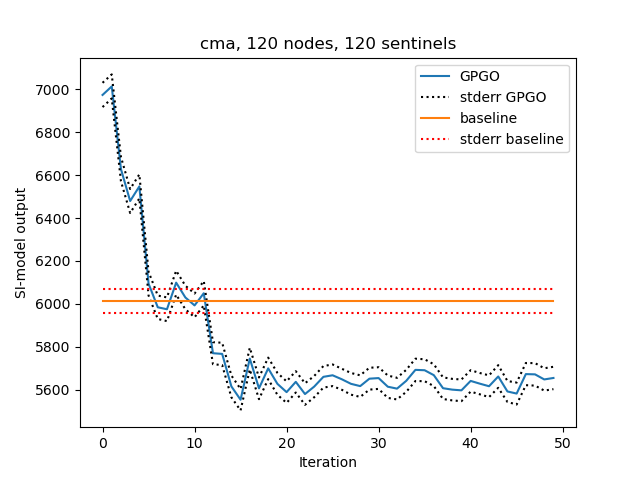 cma, 120 nodes, 120 sentinels
GPGO
stderr GPGO
baseline
stderr baseline
SI-model output
7000
6800
6600
6400
6200
6000
5800
5600
0 10 20 30 40 50
Iteration